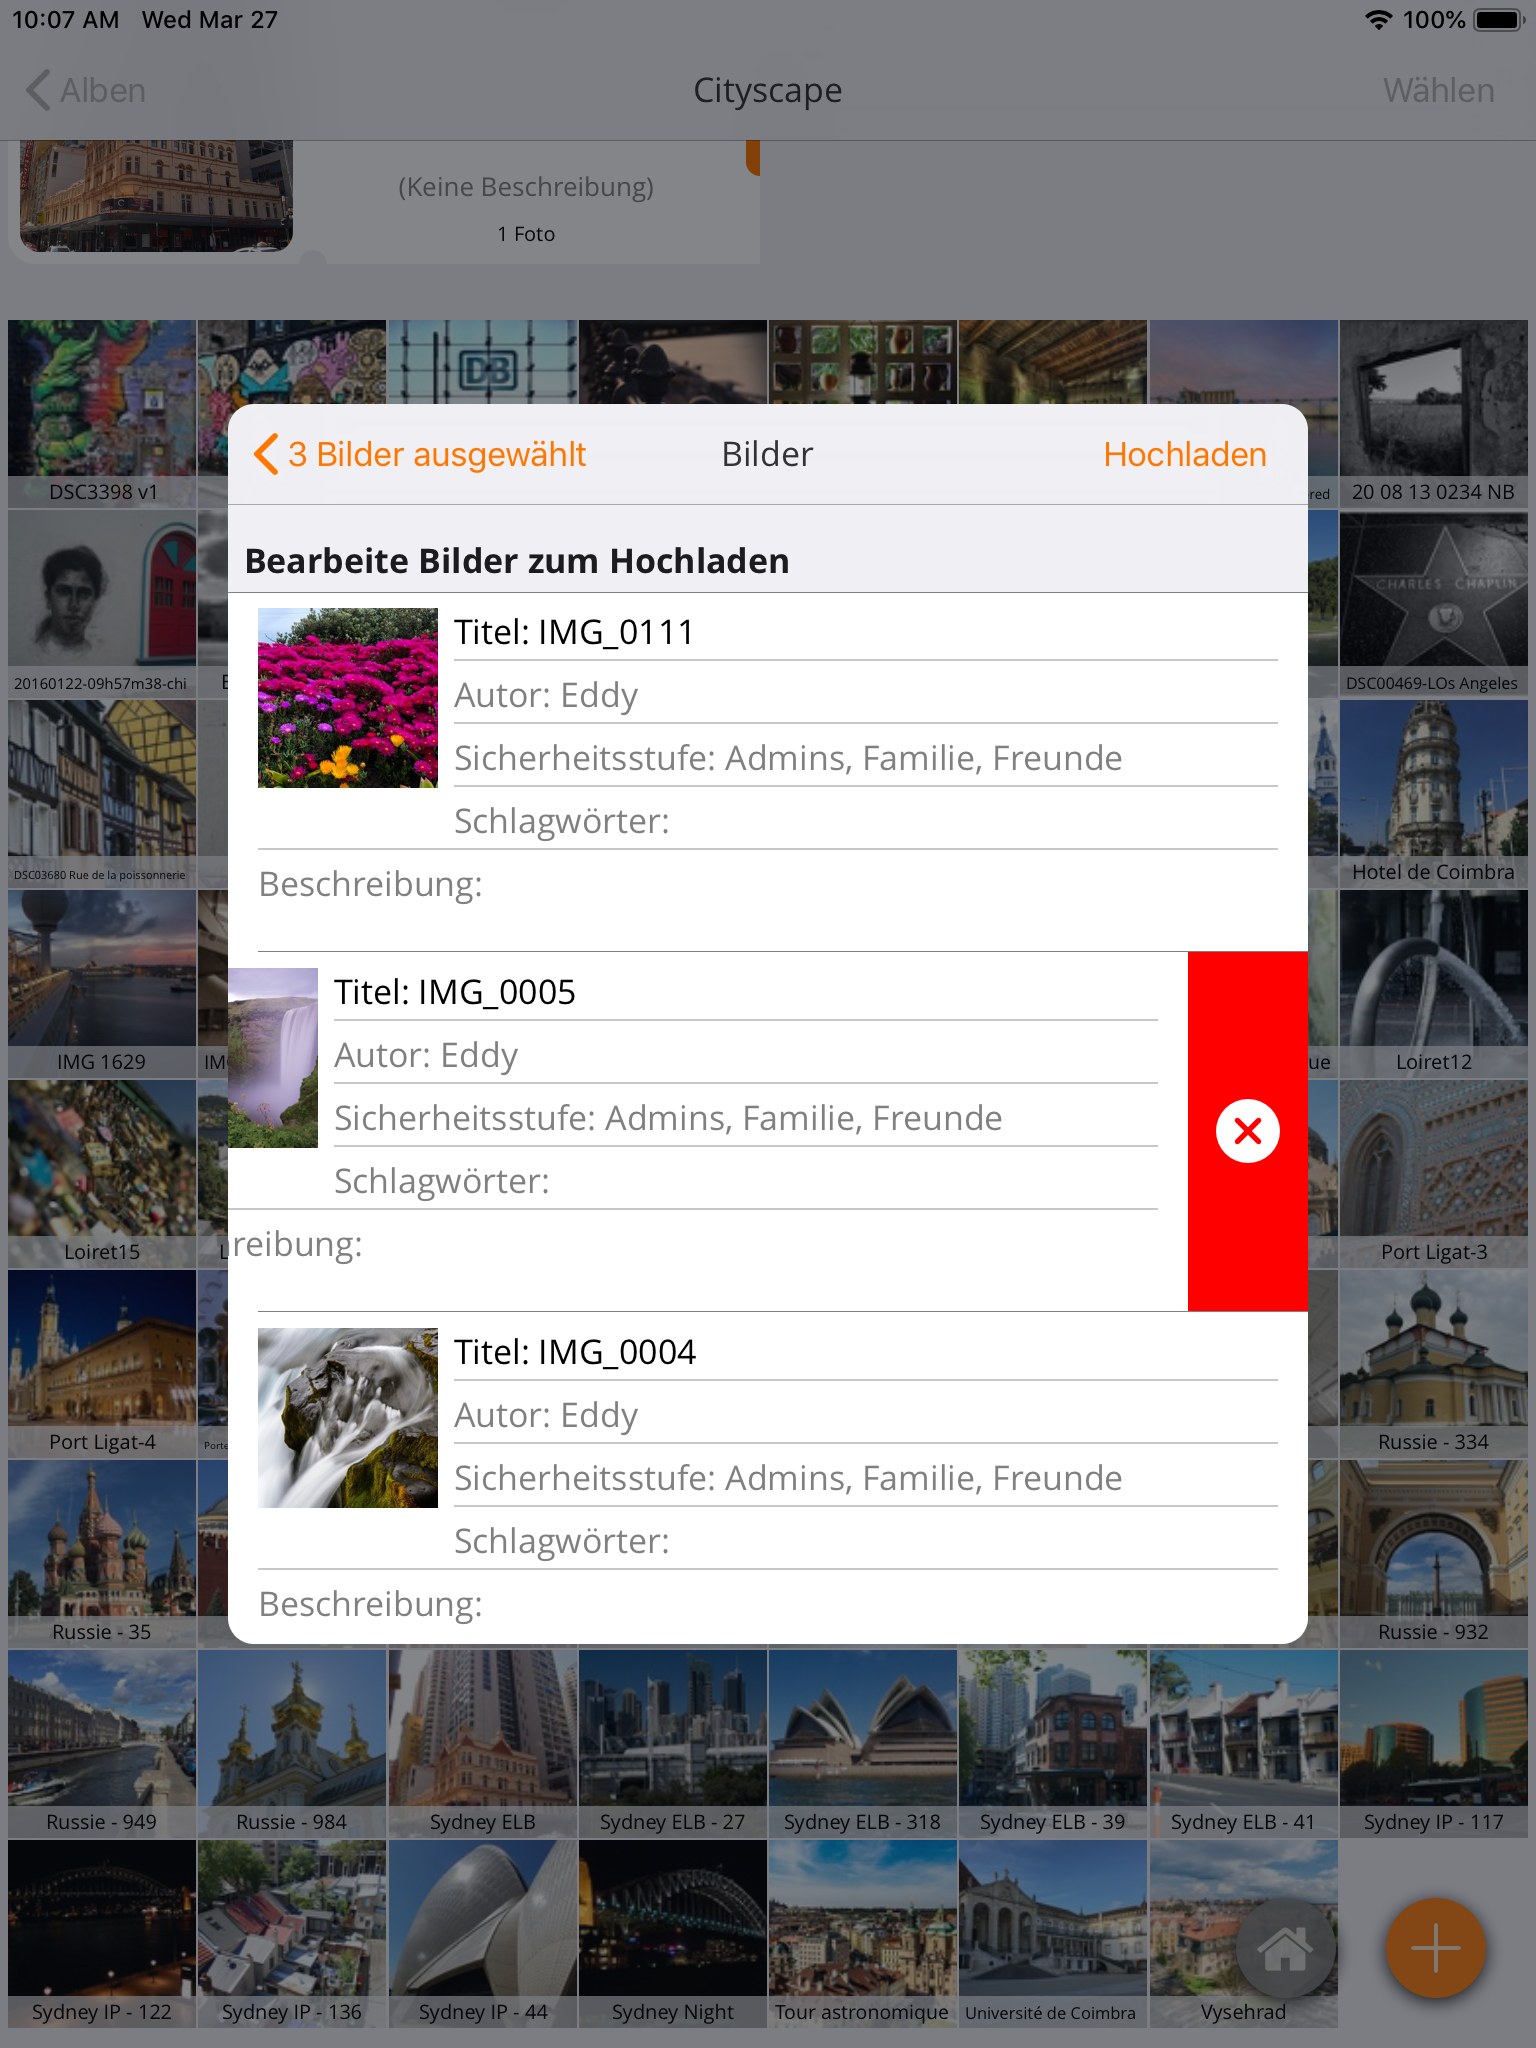 10:07 AM Wed Mar 27 100%
Alben Cityscape Wählen
(Keine Beschreibung)
1 Foto
DB
DSC3398 v1
20 08 13 0234 NB
3 Bilder ausgewählt Bilder Hochladen
Bearbeite Bilder zum Hochladen
Titel: IMG_0111
Autor: Eddy
Sicherheitsstufe: Admins, Familie, Freunde
Schlagwörter:
Beschreibung:
Titel: IMG_0005
Autor: Eddy
Sicherheitsstufe: Admins, Familie, Freunde
Schlagwörter:
reibung:
Titel: IMG_0004
Autor: Eddy
Sicherheitsstufe: Admins, Familie, Freunde
Schlagwörter:
Beschreibung:
CHARLES CHAPLIN
20160122-09h57m38-chi
DSC00469-LOs Angeles
DSC03680 Rue de la poissonnerie
Hotel de Coimbra
IMG 1629
Loiret12
Loiret15
Port Ligat-3
Port Ligat-4
Russie - 334
Russie - 35
Russie - 932
Russie - 949 Russie - 984 Sydney ELB Sydney ELB - 27 Sydney ELB - 318 Sydney ELB - 39 Sydney ELB - 41 Sydney IP - 117
Sydney IP - 122 Sydney IP - 136 Sydney IP - 44 Sydney Night Tour astronomique Université de Coimbra Vysehrad